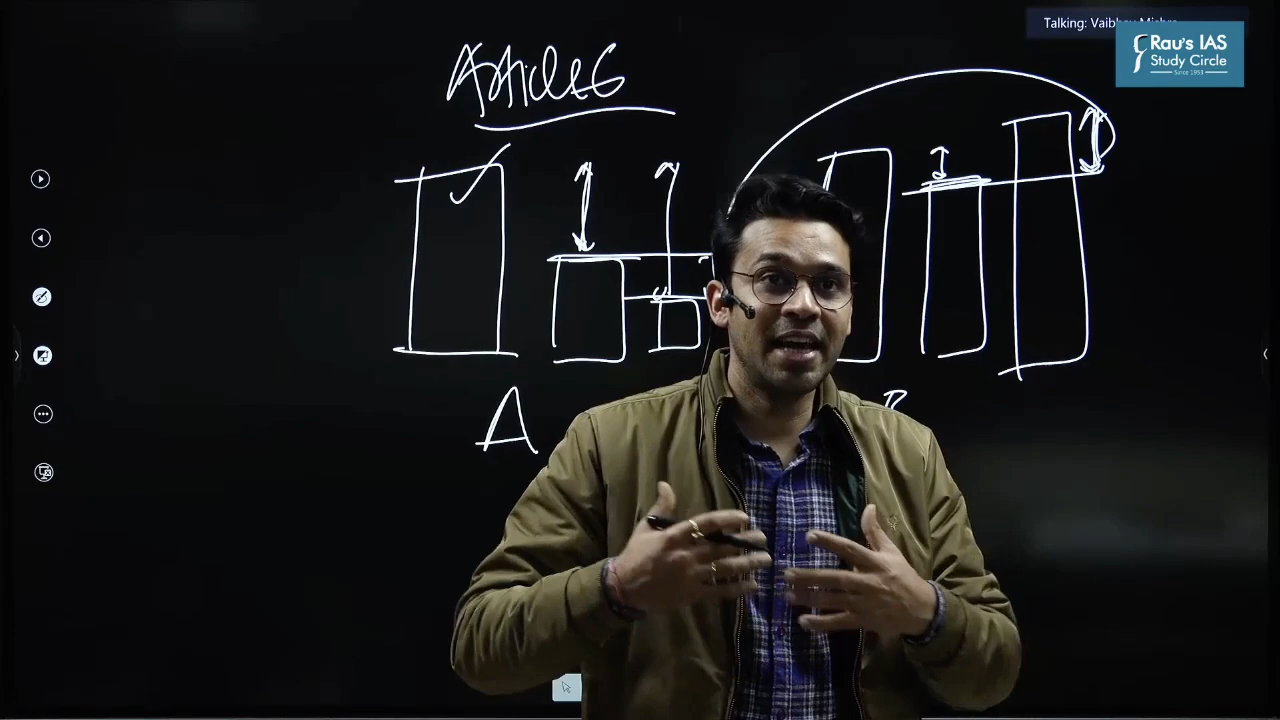 Talking: Vaibhav Mishra
Rau's IAS
Study Circle
Since 1953
Article 6
A
B